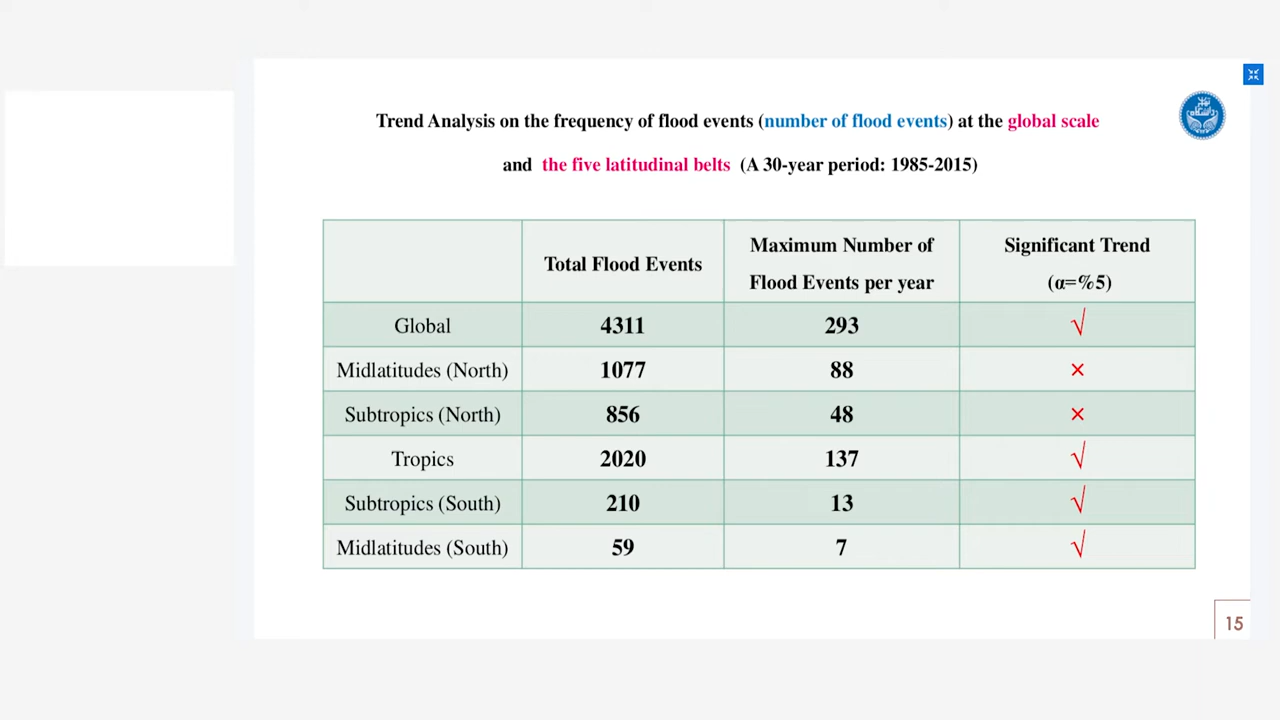 Trend Analysis on the frequency of flood events (number of flood events) at the global scale
and the five latitudinal belts (A 30-year period: 1985-2015)
Total Flood Events
Maximum Number of
Flood Events per year
Significant Trend
(α=%5)
Global 4311 293 √
Midlatitudes (North) 1077 88 ×
Subtropics (North) 856 48 ×
Tropics 2020 137 √
Subtropics (South) 210 13 √
Midlatitudes (South) 59 7 √
15